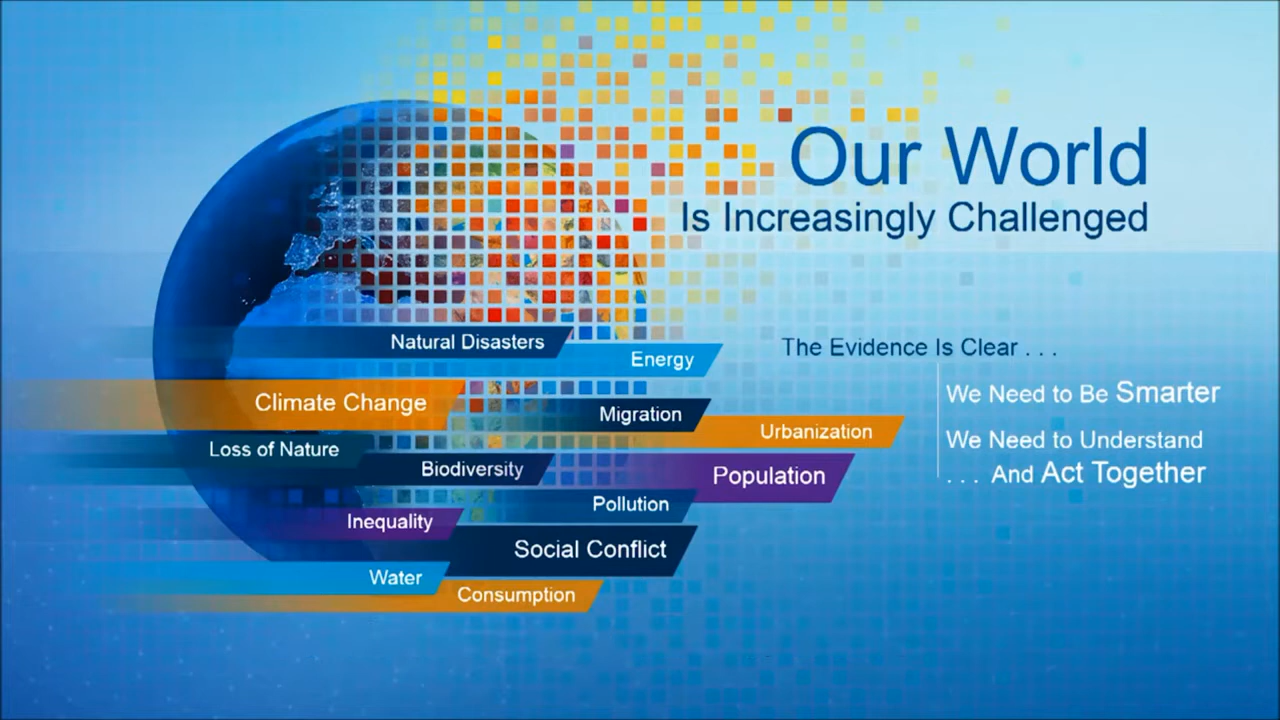 Our World
Is Increasingly Challenged
Natural Disasters
Energy
Climate Change
Migration
Urbanization
Loss of Nature
Biodiversity
Population
Pollution
Inequality
Social Conflict
Water
Consumption
The Evidence Is Clear . . .
We Need to Be Smarter
We Need to Understand
. . . And Act Together